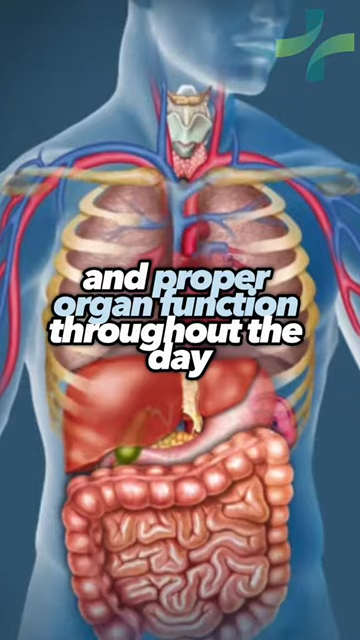 and proper
organ function
throughout the
day